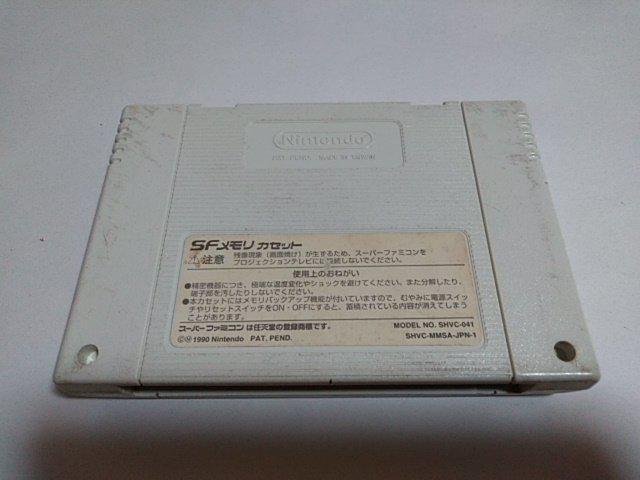 Nintendo
PAT. PEND. MADE IN TAIWAN
SFメモリ カセット
注意
残像現象(画面焼け)が生ずるため、スーパーファミコンを
プロジェクションテレビに接続しないでください。
使用上のおねがい
●精密機器につき、極端な温度変化やショックを避けてください。また分解したり、
端子部を汚したりしないでください。
●本カセットにはメモリバックアップ機能が付いていますので、むやみに電源スイッ
チやリセットスイッチをON・OFFにすると、蓄積されている内容が消えてしまう
ことがあります。
スーパーファミコン は任天堂の登録商標です。
MODEL NO. SHVC-041
©Ⓜ 1990 Nintendo PAT. PEND.
SHVC-MMSA-JPN-1